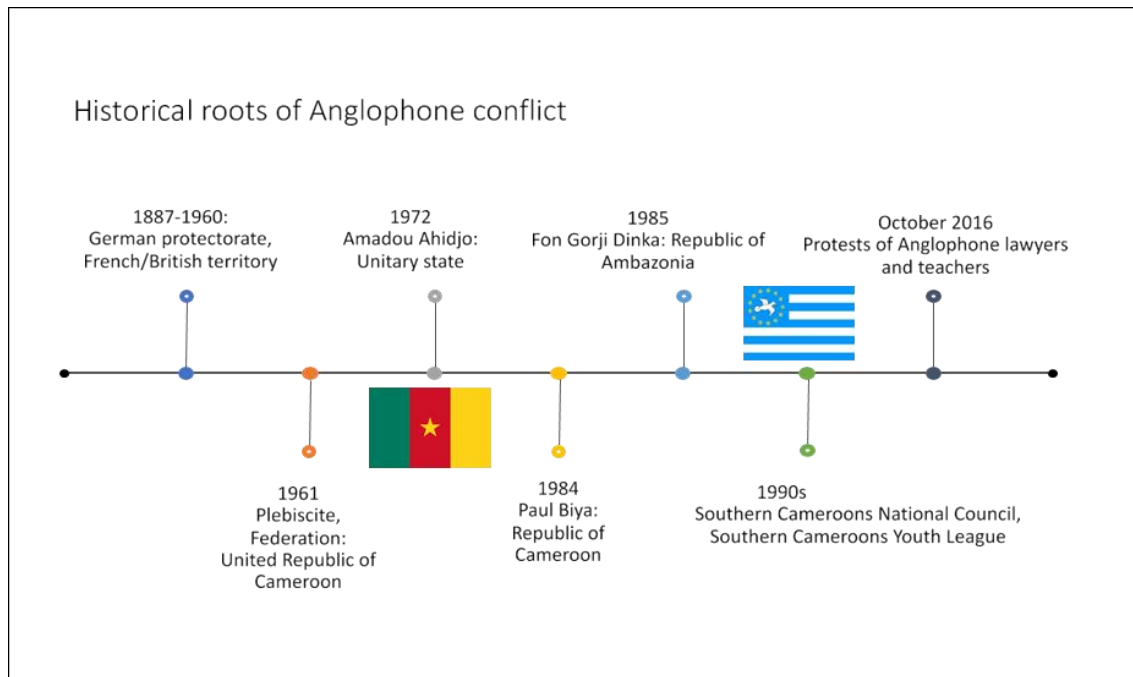 Historical roots of Anglophone conflict
1887-1960:
German protectorate,
French/British territory
1972
Amadou Ahidjo:
Unitary state
1985
Fon Gorji Dinka: Republic of
Ambazonia
October 2016
Protests of Anglophone lawyers
and teachers
1961
Plebiscite,
Federation:
United Republic of
Cameroon
1984
Paul Biya:
Republic of
Cameroon
1990s
Southern Cameroons National Council,
Southern Cameroons Youth League